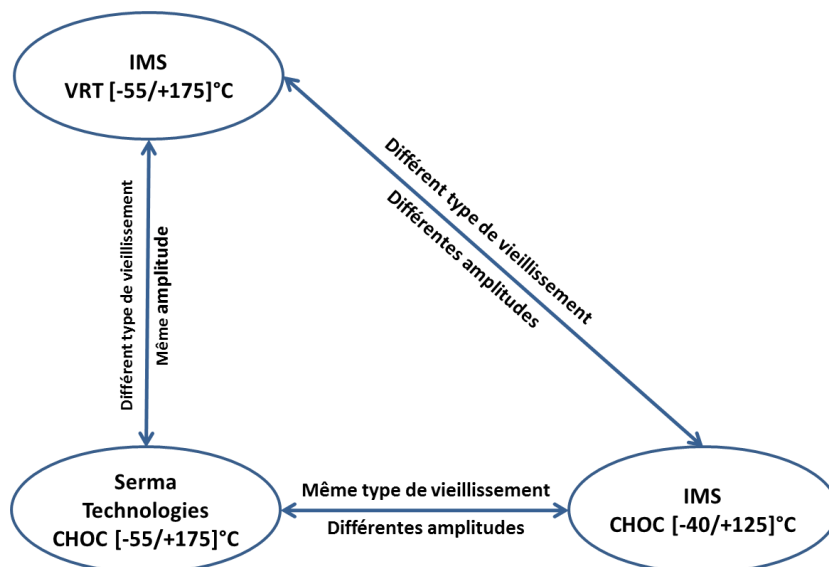 IMS
VRT [-55/+175]°C
Différent type de vieillissement
Différentes amplitudes
Différent type de vieillissement
Même amplitude
Serma
Technologies
CHOC [-55/+175]°C
Même type de vieillissement
Différentes amplitudes
IMS
CHOC [-40/+125]°C